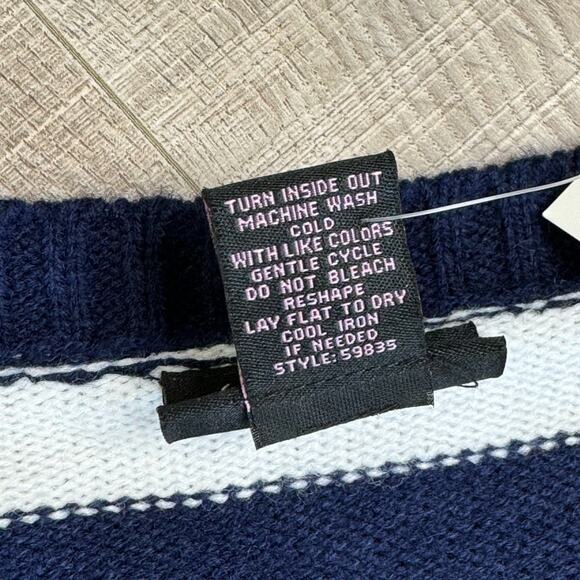 TURN INSIDE OUT
MACHINE WASH
COLD
WITH LIKE COLORS
GENTLE CYCLE
DO NOT BLEACH
RESHAPE
LAY FLAT TO DRY
COOL IRON
IF NEEDED
STYLE: 59835